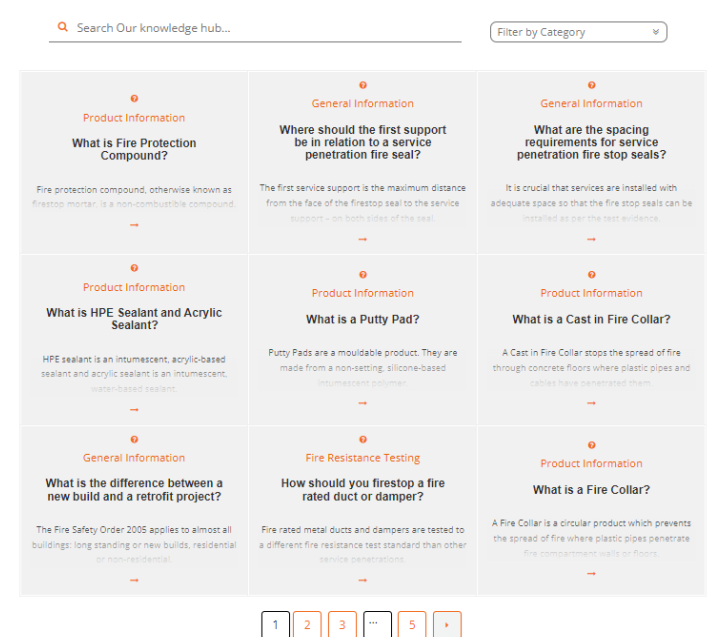 Search Our knowledge hub...
Filter by Category
Product Information
What is Fire Protection
Compound?
Fire protection compound, otherwise known as
firestop mortar, is a non-combustible compound.
General Information
Where should the first support
be in relation to a service
penetration fire seal?
The first service support is the maximum distance
from the face of the firestop seal to the service
support – on both sides of the seal
General Information
What are the spacing
requirements for service
penetration fire stop seals?
It is crucial that services are installed with
adequate space so that the fire stop seals can be
installed as per the test evidence.
Product Information
What is HPE Sealant and Acrylic
Sealant?
HPE sealant is an intumescent, acrylic-based
sealant and acrylic sealant is an intumescent,
water-based sealant.
Product Information
What is a Putty Pad?
Putty Pads are a mouldable product. They are
made from a non-setting, silicone-based
intumescent polymer
Product Information
What is a Cast in Fire Collar?
A Cast in Fire Collar stops the spread of fire
through concrete floors where plastic pipes and
cables have penetrated them.
General Information
What is the difference between a
new build and a retrofit project?
The Fire Safety Order 2005 applies to almost all
buildings: long standing or new builds, residential
or non-residential.
Fire Resistance Testing
How should you firestop a fire
rated duct or damper?
Fire rated metal ducts and dampers are tested to
a different fire resistance test standard than other
service penetrations.
Product Information
What is a Fire Collar?
A Fire Collar is a circular product which prevents
the spread of fire where plastic pipes penetrate
fire compartment walls or floors.
1 2 3 ... 5